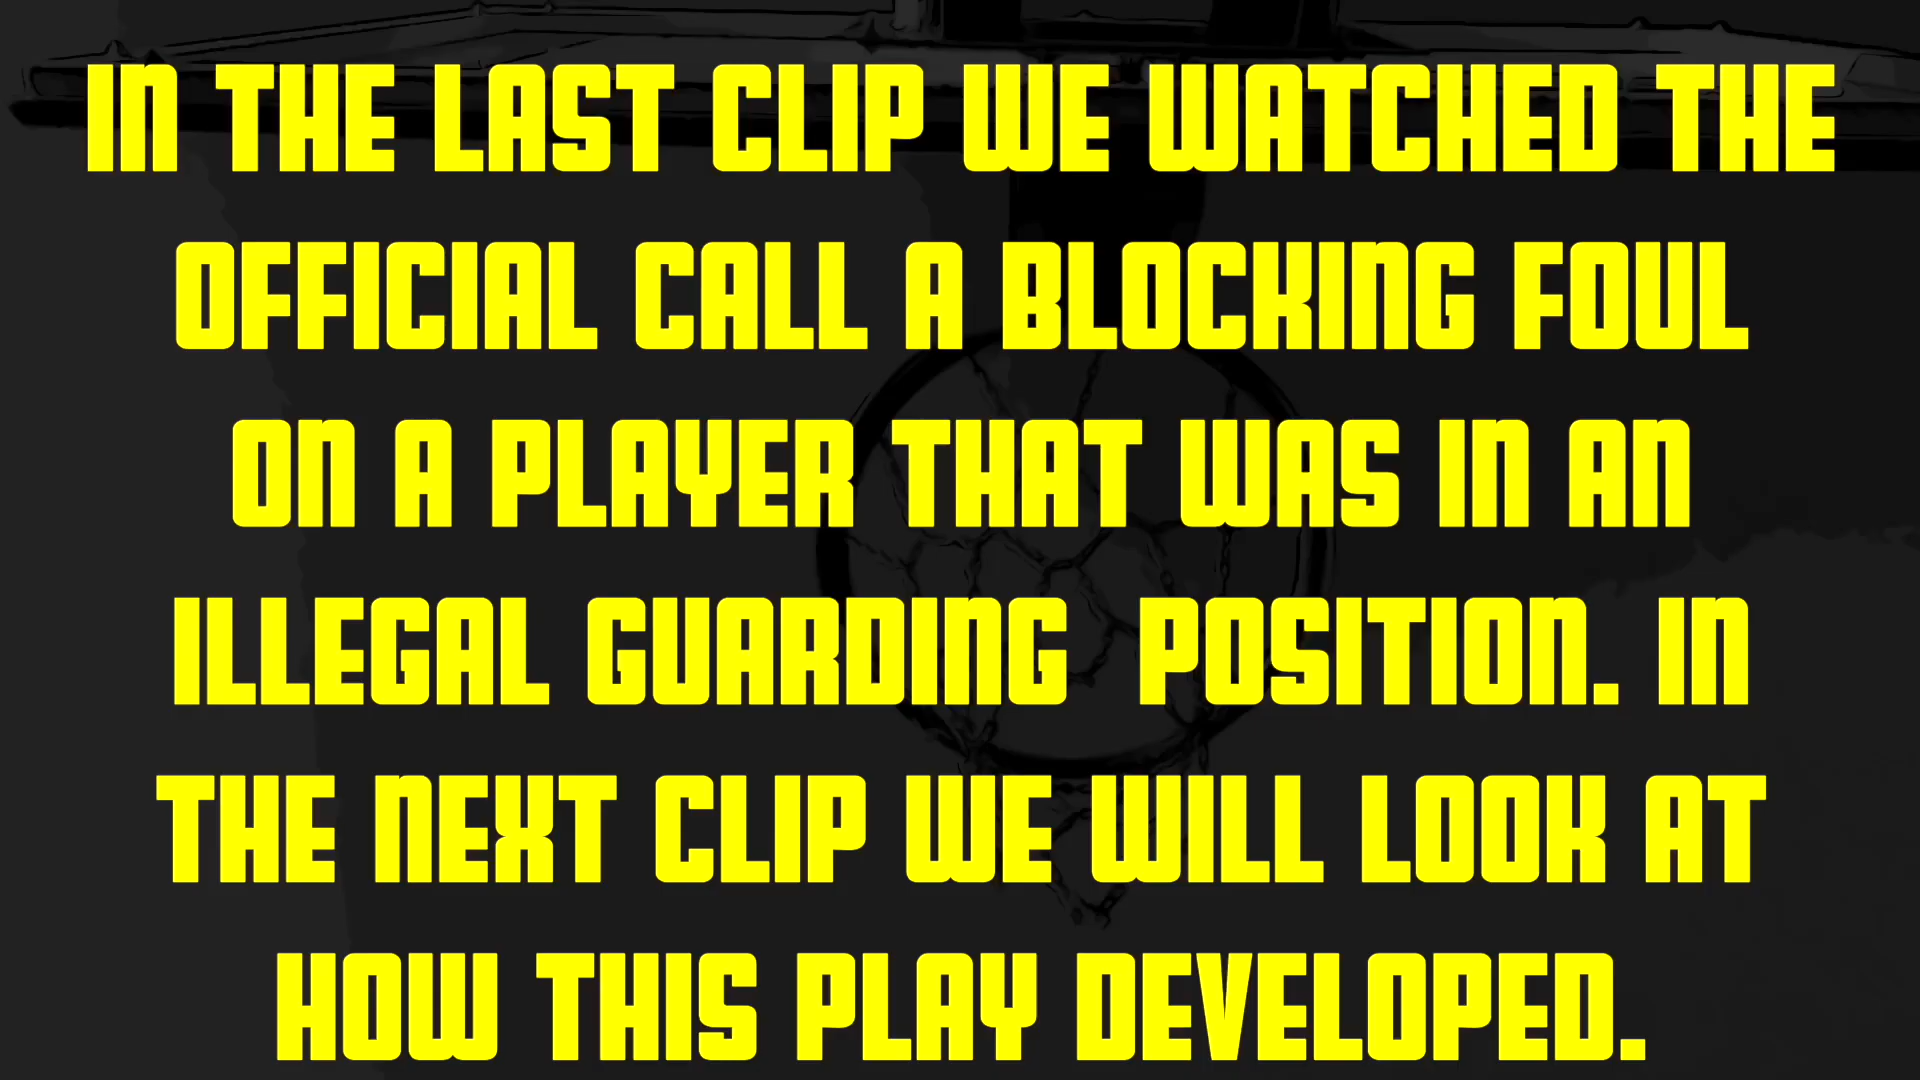 IN THE LAST CLIP WE WATCHED THE
OFFICIAL CALL A BLOCKING FOUL
ON A PLAYER THAT WAS IN AN
ILLEGAL GUARDING POSITION. IN
THE NEXT CLIP WE WILL LOOK AT
HOW THIS PLAY DEVELOPED.